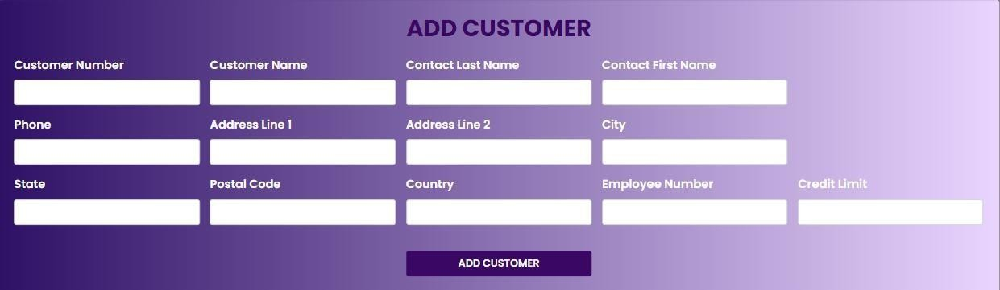 ADD CUSTOMER
Customer Number Customer Name Contact Last Name Contact First Name
Phone Address Line 1 Address Line 2 City
State Postal Code Country Employee Number Credit Limit
ADD CUSTOMER